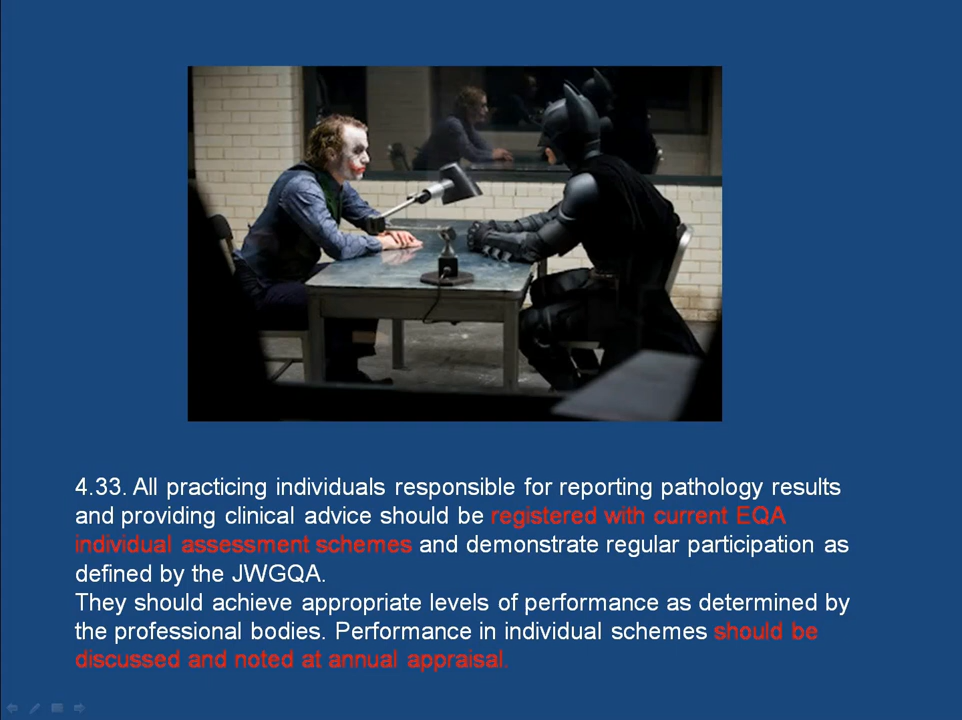 4.33. All practicing individuals responsible for reporting pathology results
and providing clinical advice should be registered with current EQA
individual assessment schemes and demonstrate regular participation as
defined by the JWGQA.
They should achieve appropriate levels of performance as determined by
the professional bodies. Performance in individual schemes should be
discussed and noted at annual appraisal.